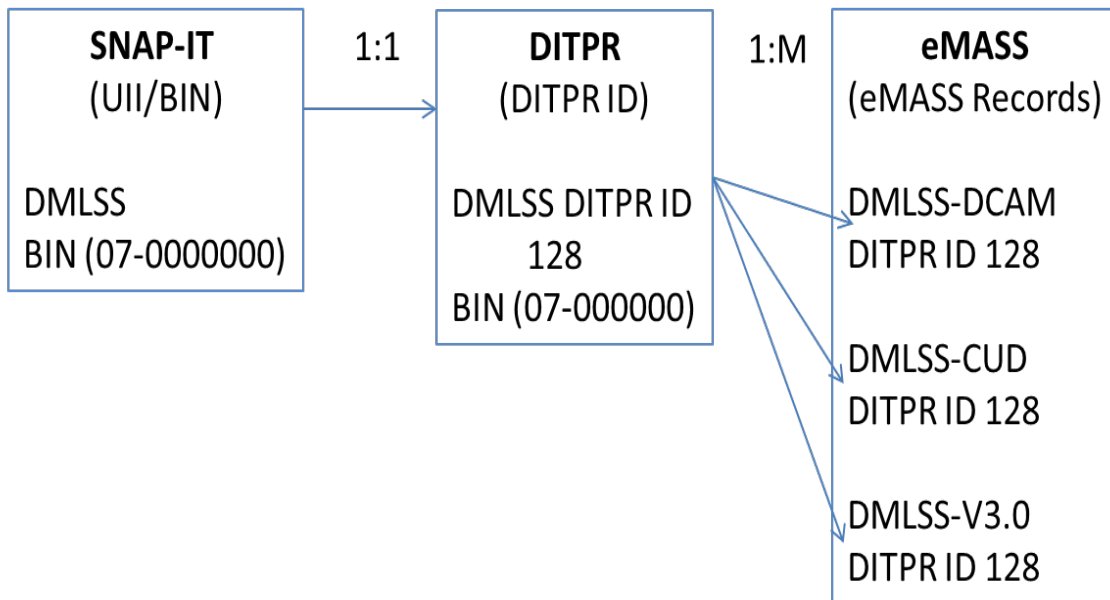 SNAP-IT
(UII/BIN)
DMLSS
BIN (07-0000000)
1:1
DITPR
(DITPR ID)
DMLSS DITPR ID
128
BIN (07-000000)
1:M
eMASS
(eMASS Records)
DMLSS-DCAM
DITPR ID 128
DMLSS-CUD
DITPR ID 128
DMLSS-V3.0
DITPR ID 128